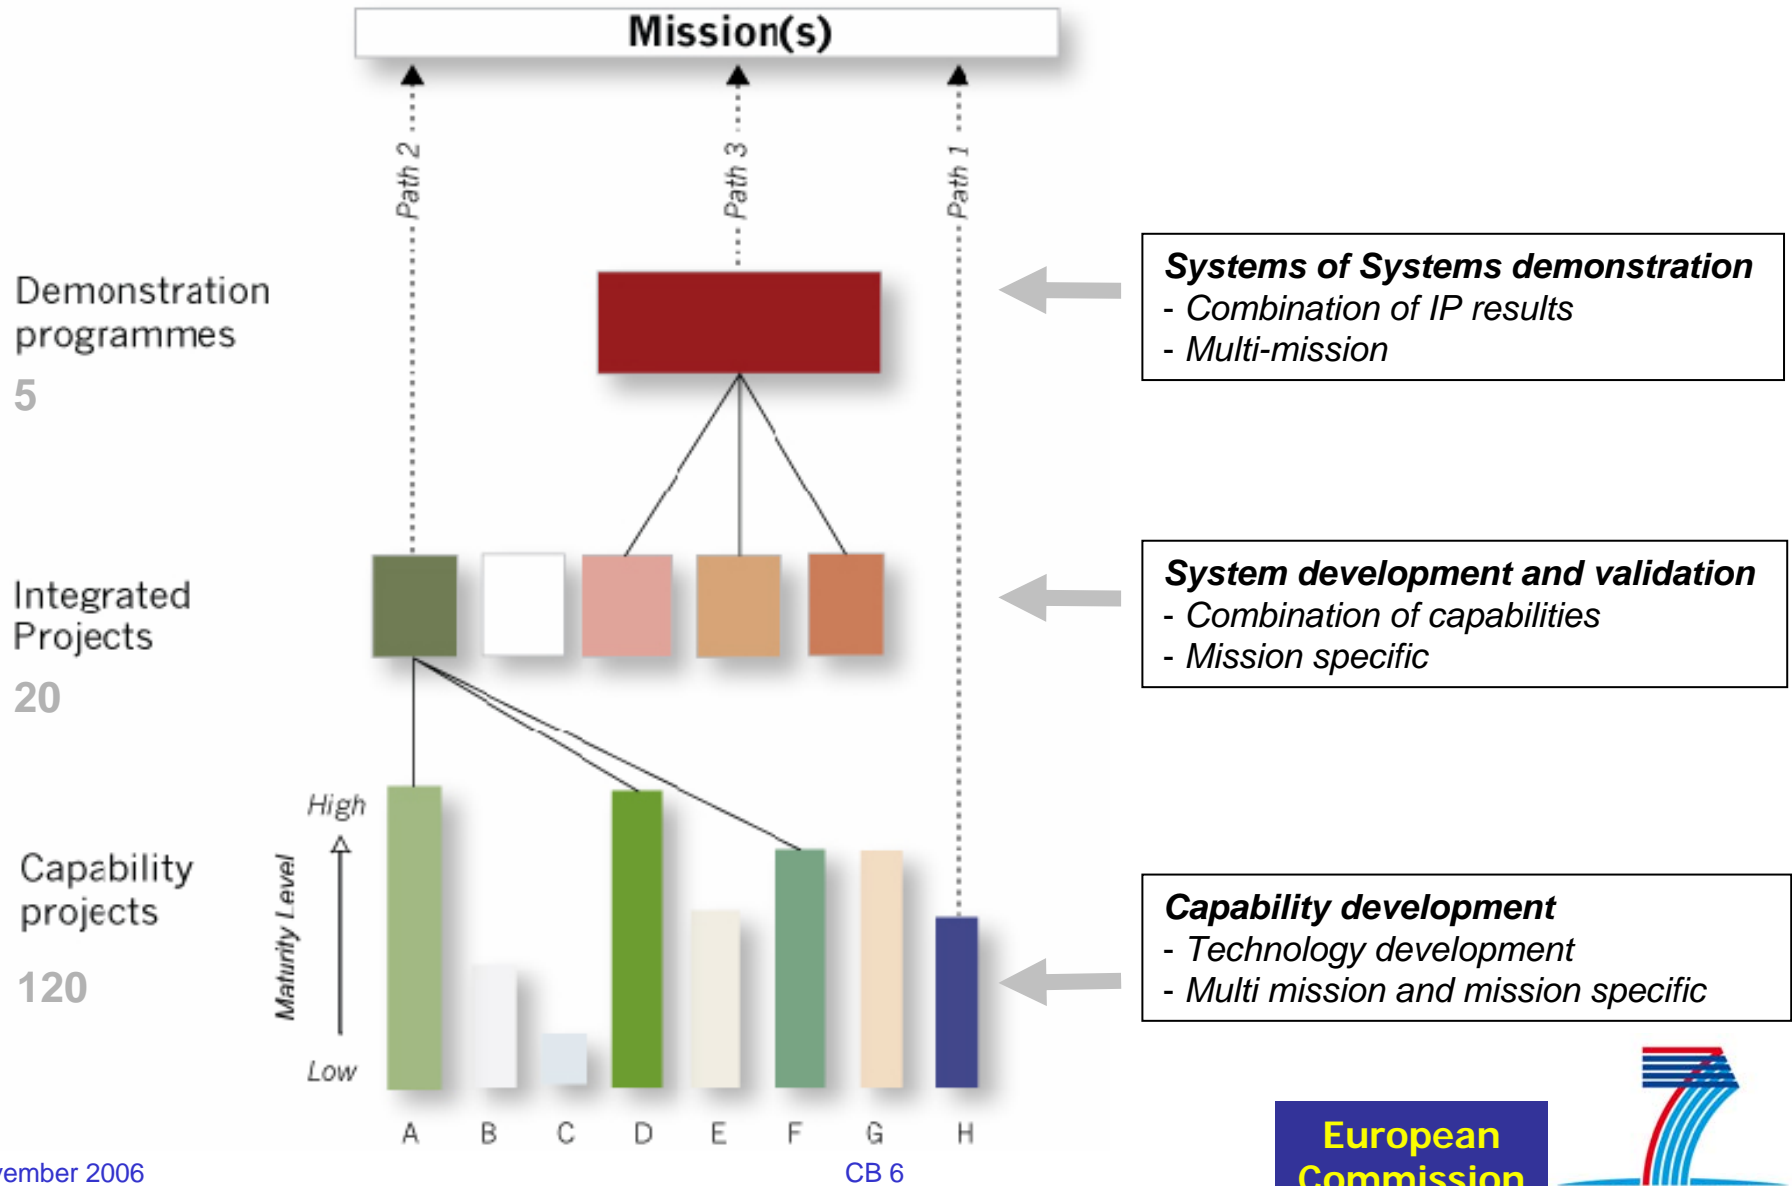 Mission(s)
Path 2
Path 3
Path 1
Demonstration
programmes
5
Systems of Systems demonstration
- Combination of IP results
- Multi-mission
Integrated
Projects
20
System development and validation
- Combination of capabilities
- Mission specific
Capability
projects
120
High
Maturity Level
Low
Capability development
- Technology development
- Multi mission and mission specific
A B C D E F G H
vember 2006
CB 6
European
Commission